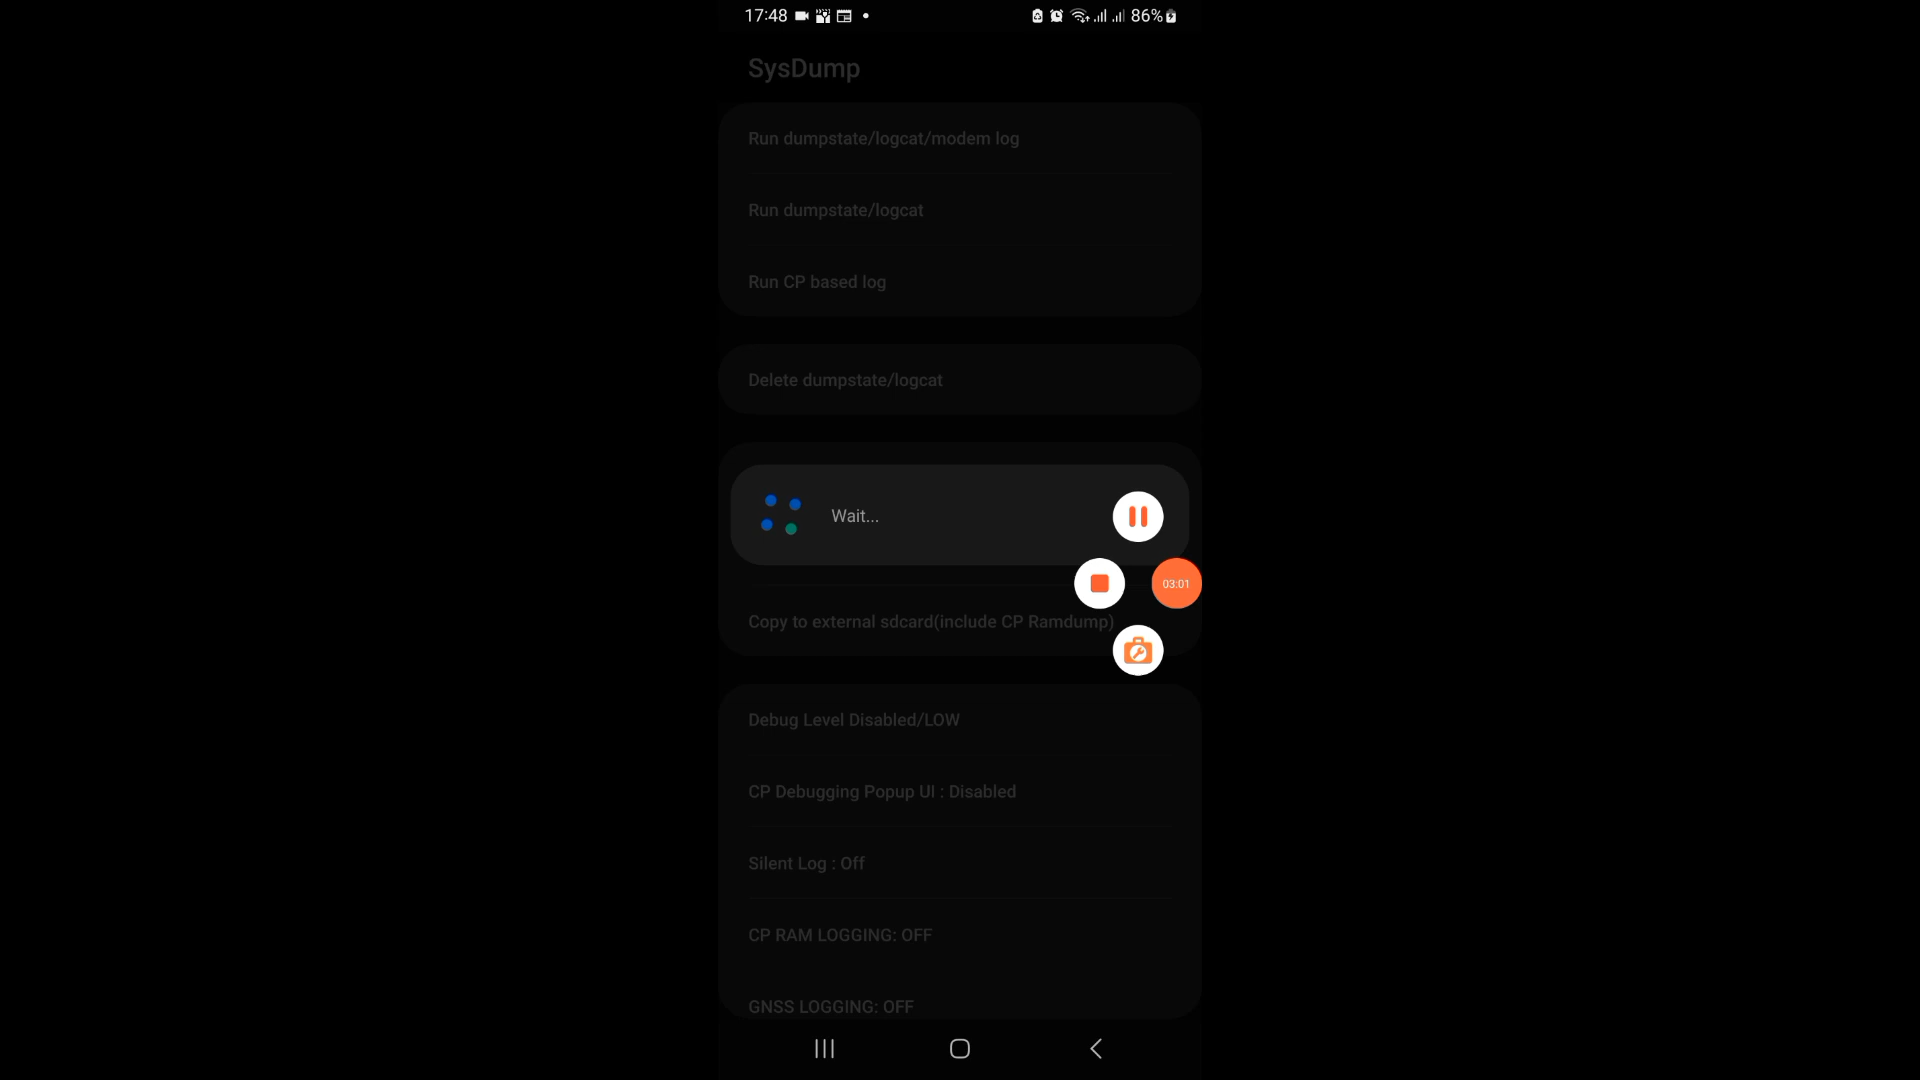 17:48
86%
SysDump
Run dumpstate/logcat/modem log
Run dumpstate/logcat
Run CP based log
Delete dumpstate/logcat
Wait...
03:01
Copy to external sdcard(include CP Ramdump)
Debug Level Disabled/LOW
CP Debugging Popup UI : Disabled
Silent Log : Off
CP RAM LOGGING: OFF
GNSS LOGGING: OFF